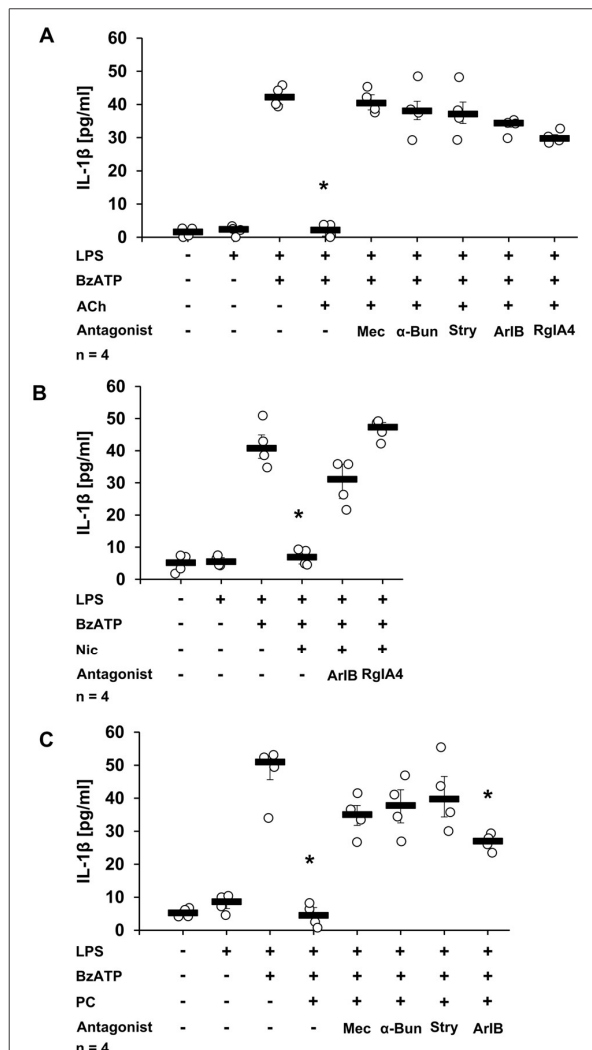 A
60
50
40
30
20
10
0
IL-1β [pg/ml]
*
LPS - + + + + + + + +
BzATP - - + + + + + + +
ACh - - - + + + + + +
Antagonist - - - - Mec α-Bun Stry ArIB RgIA4
n = 4
B
60
50
40
30
20
10
0
IL-1β [pg/ml]
*
LPS - + + + + +
BzATP - - + + + +
Nic - - - + + +
Antagonist - - - - ArIB RgIA4
n = 4
C
60
50
40
30
20
10
0
IL-1β [pg/ml]
*
*
LPS - + + + + + + +
BzATP - - + + + + + +
PC - - - + + + + +
Antagonist - - - - Mec α-Bun Stry ArIB
n = 4